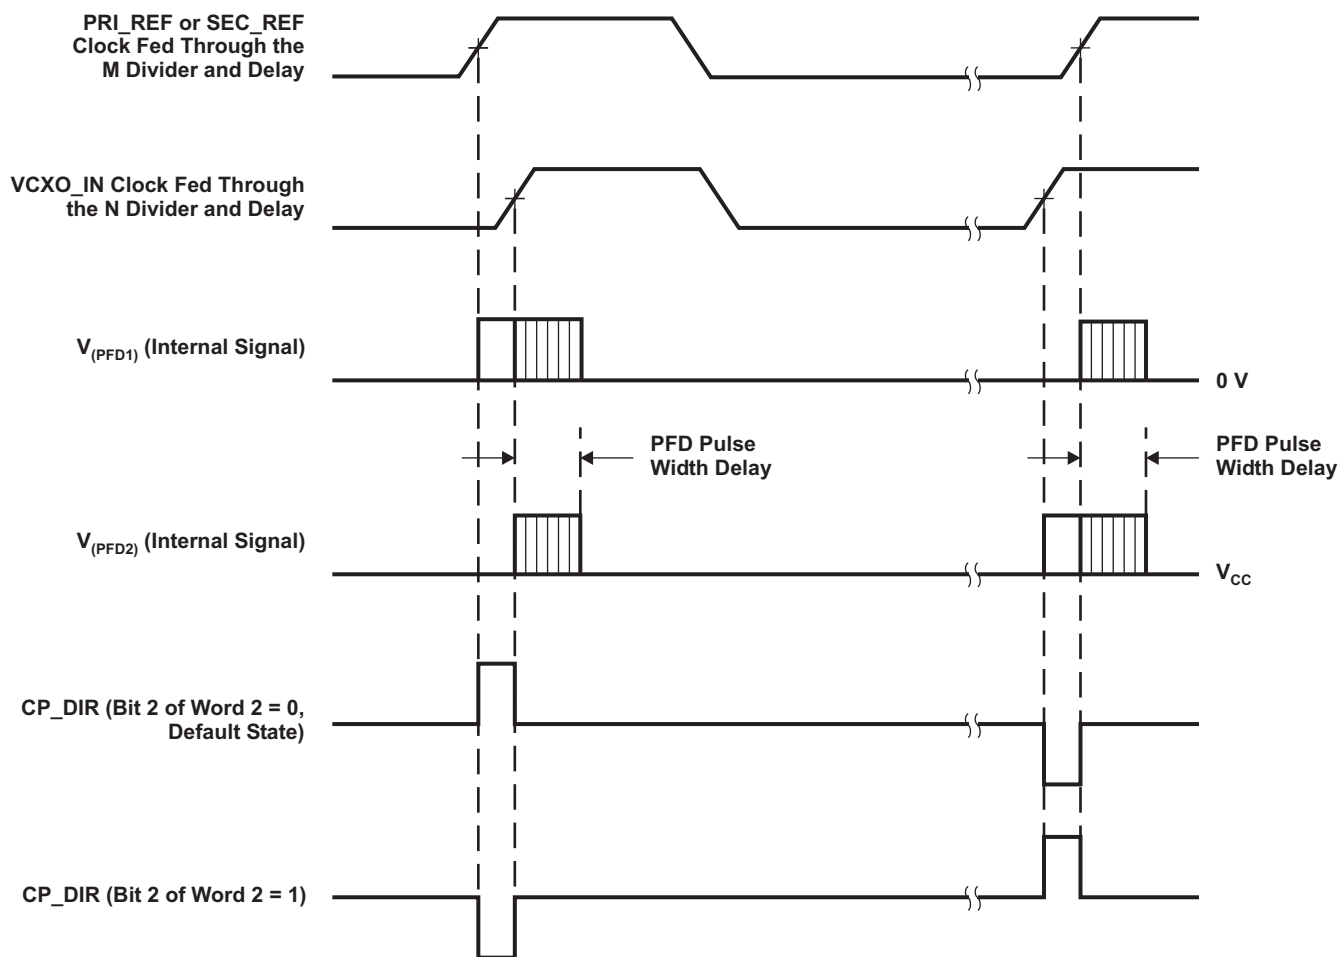 PRI_REF or SEC_REF
Clock Fed Through the
M Divider and Delay
VCXO_IN Clock Fed Through
the N Divider and Delay
V(PFD1) (Internal Signal)
0 V
PFD Pulse
Width Delay
PFD Pulse
Width Delay
V(PFD2) (Internal Signal)
VCC
CP_DIR (Bit 2 of Word 2 = 0,
Default State)
CP_DIR (Bit 2 of Word 2 = 1)